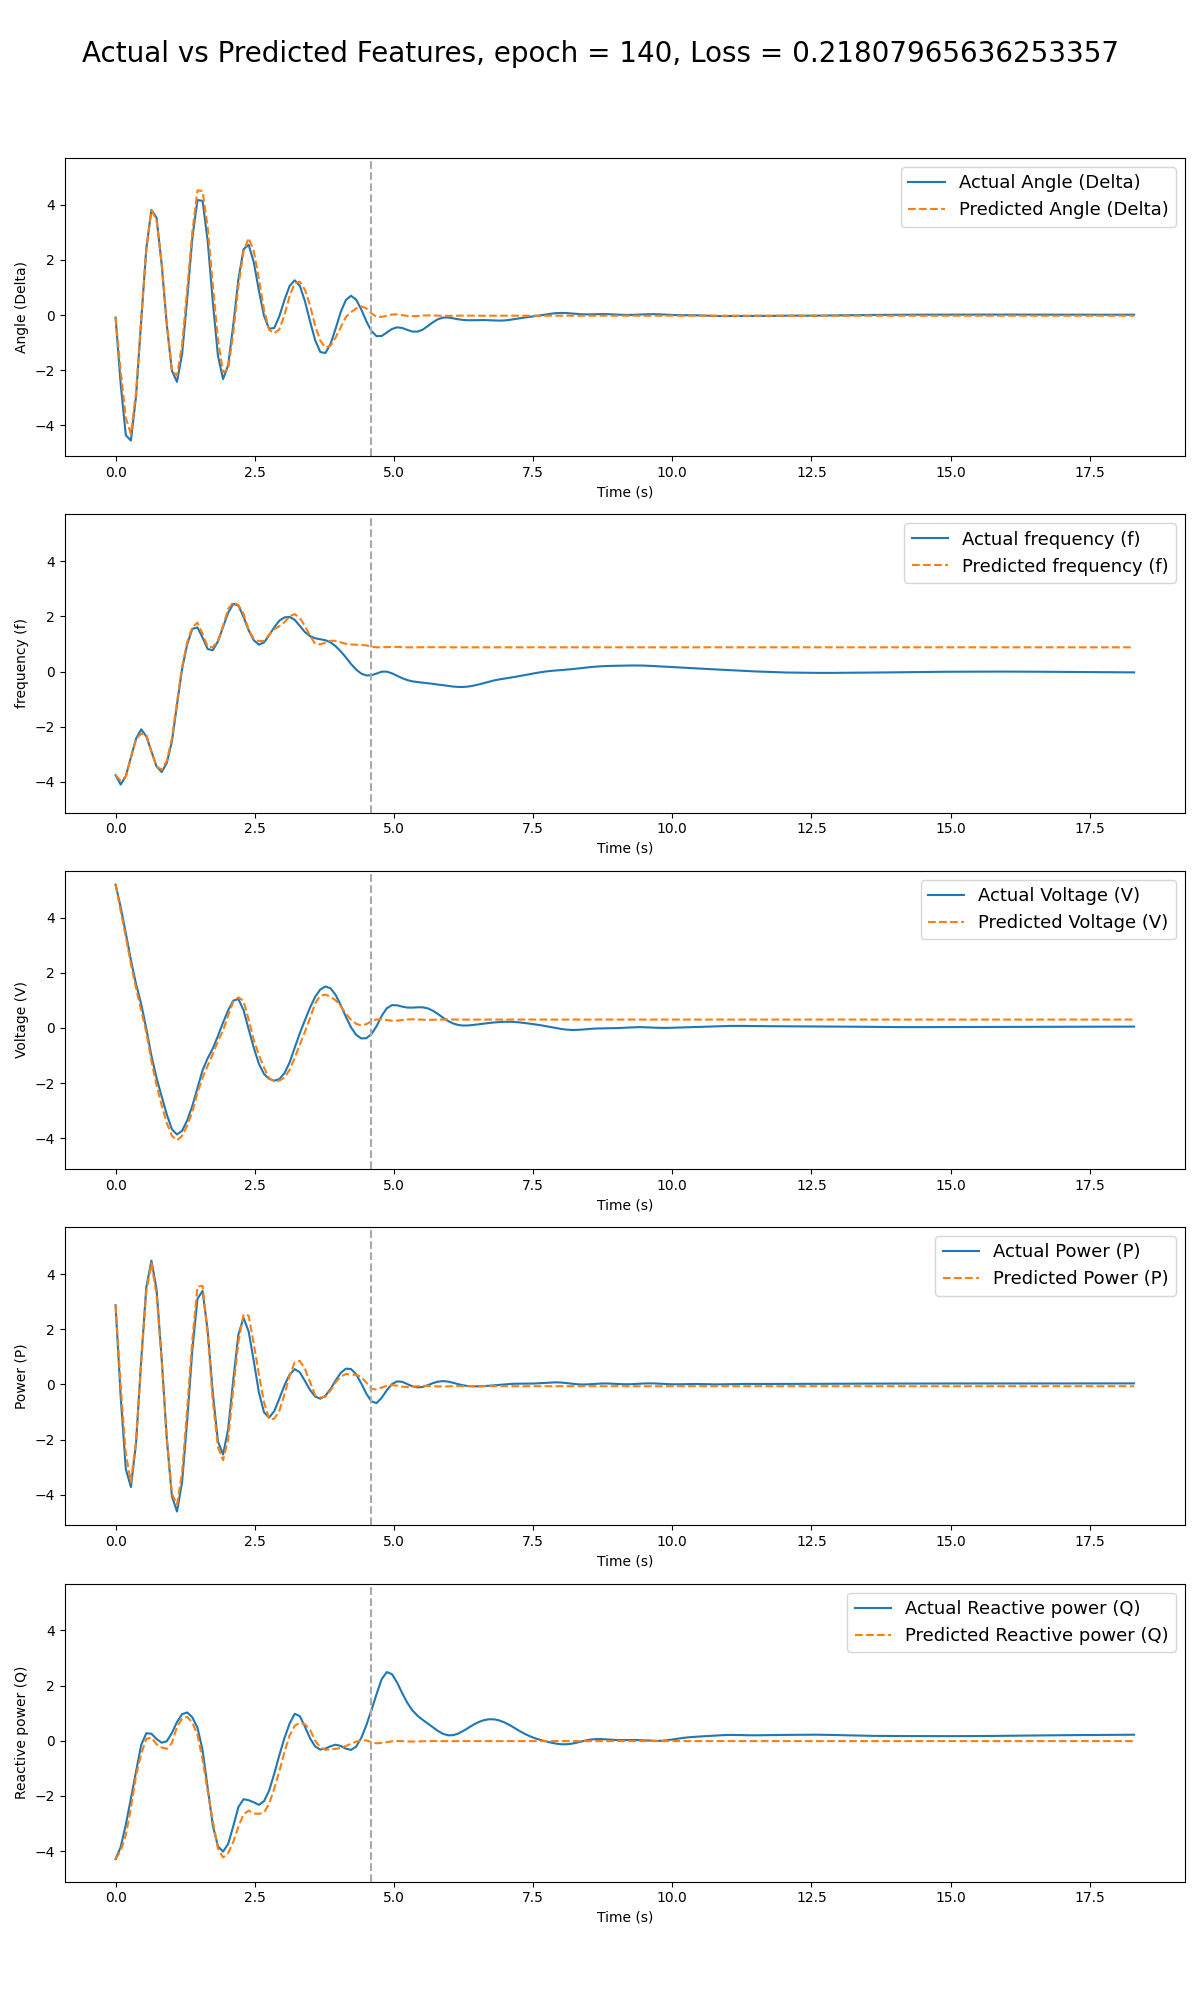 Actual vs Predicted Features, epoch = 140, Loss = 0.21807965636253357
Actual Angle (Delta)
Predicted Angle (Delta)
Angle (Delta)
4
2
0
−2
−4
0.0 2.5 5.0 7.5 10.0 12.5 15.0 17.5
Time (s)
Actual frequency (f)
Predicted frequency (f)
frequency (f)
4
2
0
−2
−4
0.0 2.5 5.0 7.5 10.0 12.5 15.0 17.5
Time (s)
Actual Voltage (V)
Predicted Voltage (V)
Voltage (V)
4
2
0
−2
−4
0.0 2.5 5.0 7.5 10.0 12.5 15.0 17.5
Time (s)
Actual Power (P)
Predicted Power (P)
Power (P)
4
2
0
−2
−4
0.0 2.5 5.0 7.5 10.0 12.5 15.0 17.5
Time (s)
Actual Reactive power (Q)
Predicted Reactive power (Q)
Reactive power (Q)
4
2
0
−2
−4
0.0 2.5 5.0 7.5 10.0 12.5 15.0 17.5
Time (s)